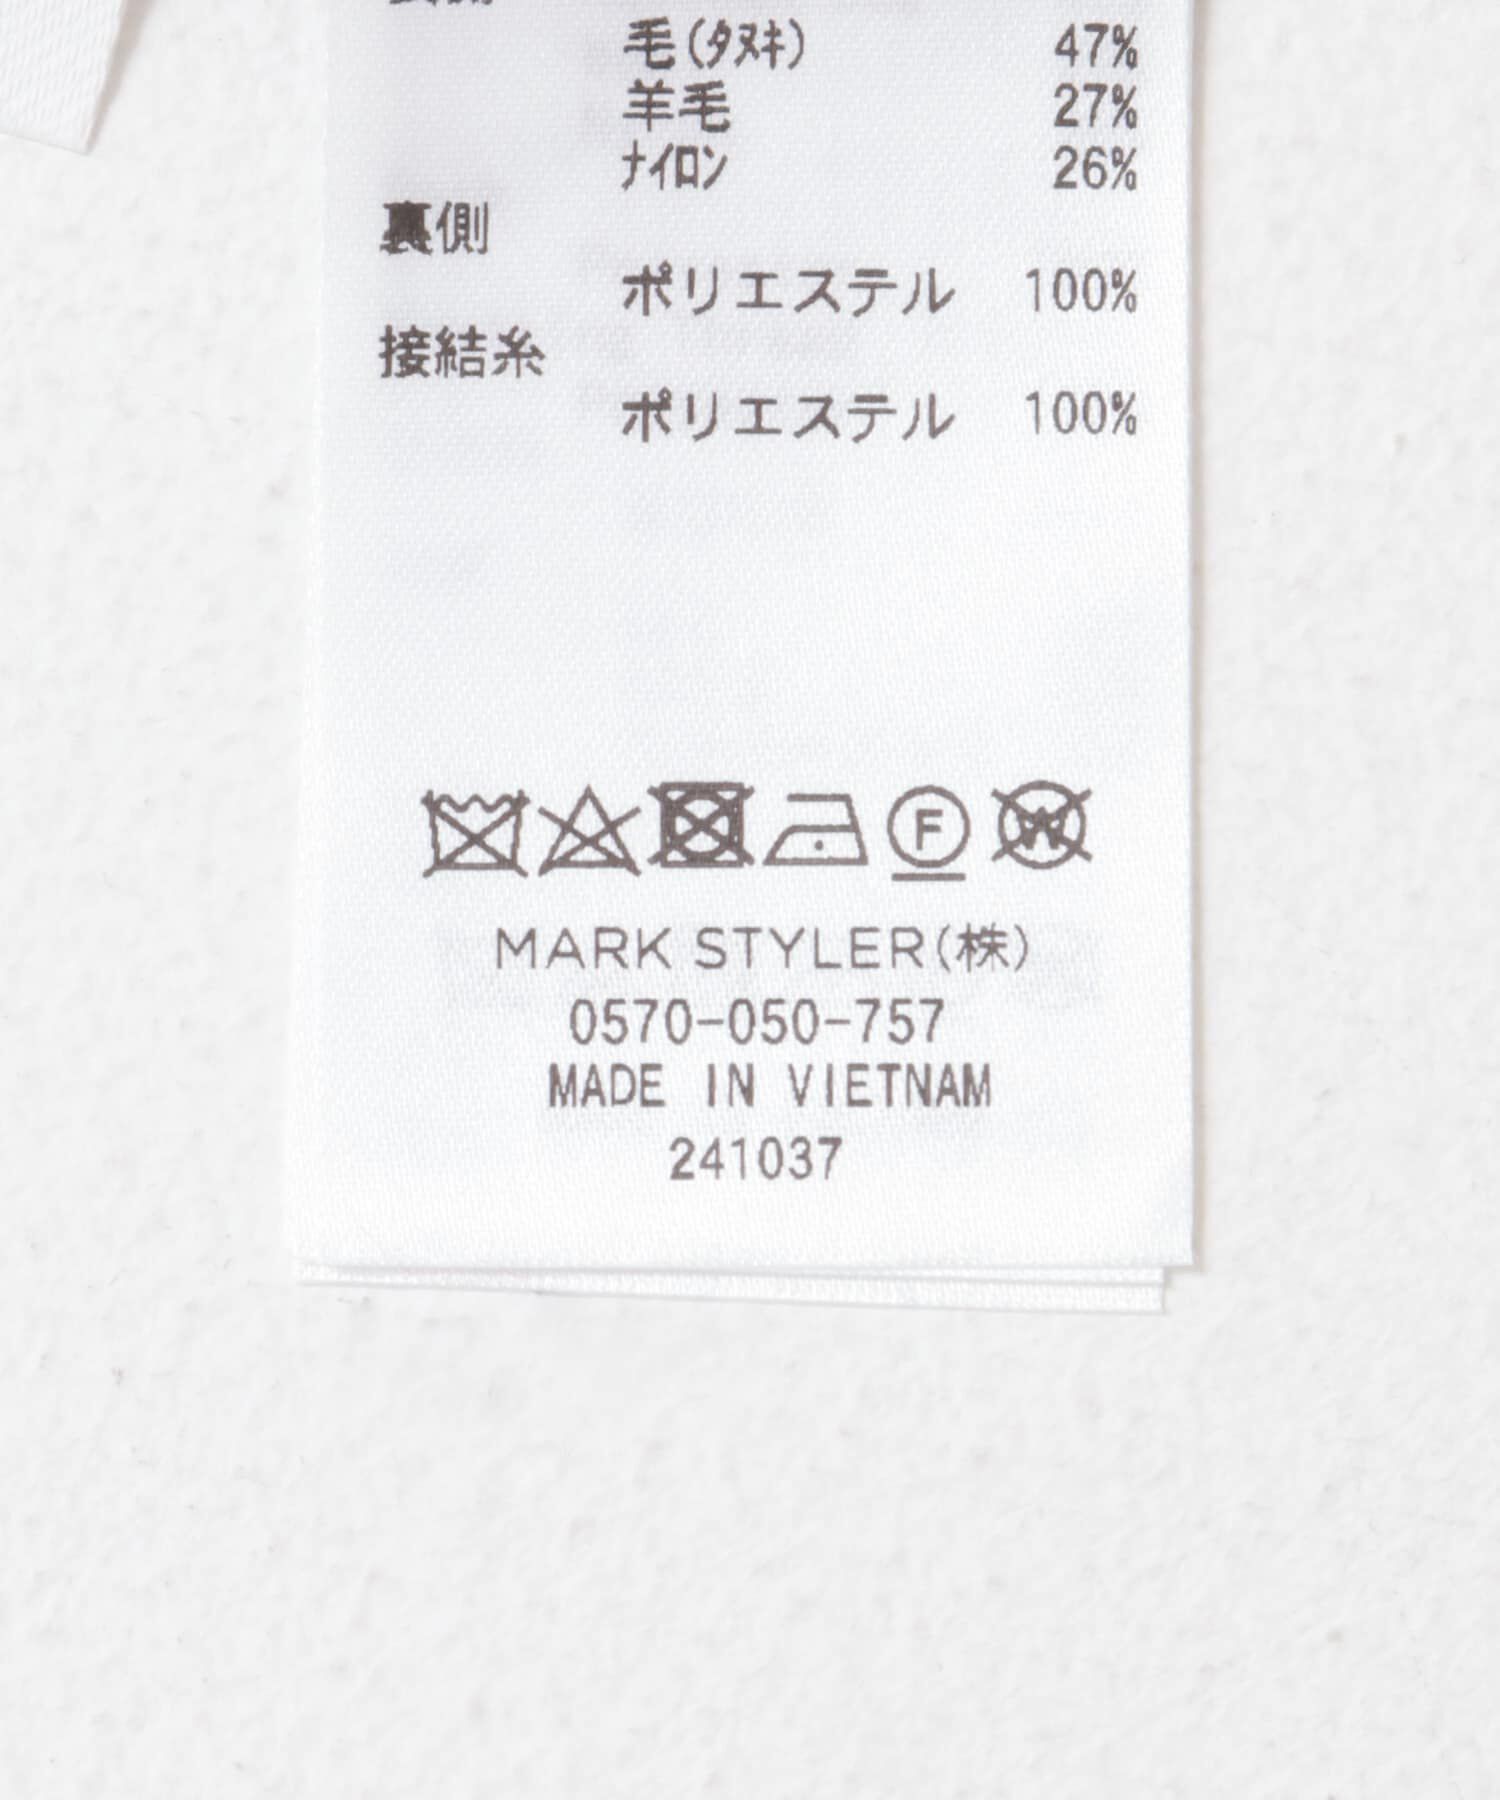 毛(タヌキ) 47%
羊毛 27%
ナイロン 26%
裏側
ポリエステル 100%
接結糸
ポリエステル 100%
F W
MARK STYLER(株)
0570-050-757
MADE IN VIETNAM
241037